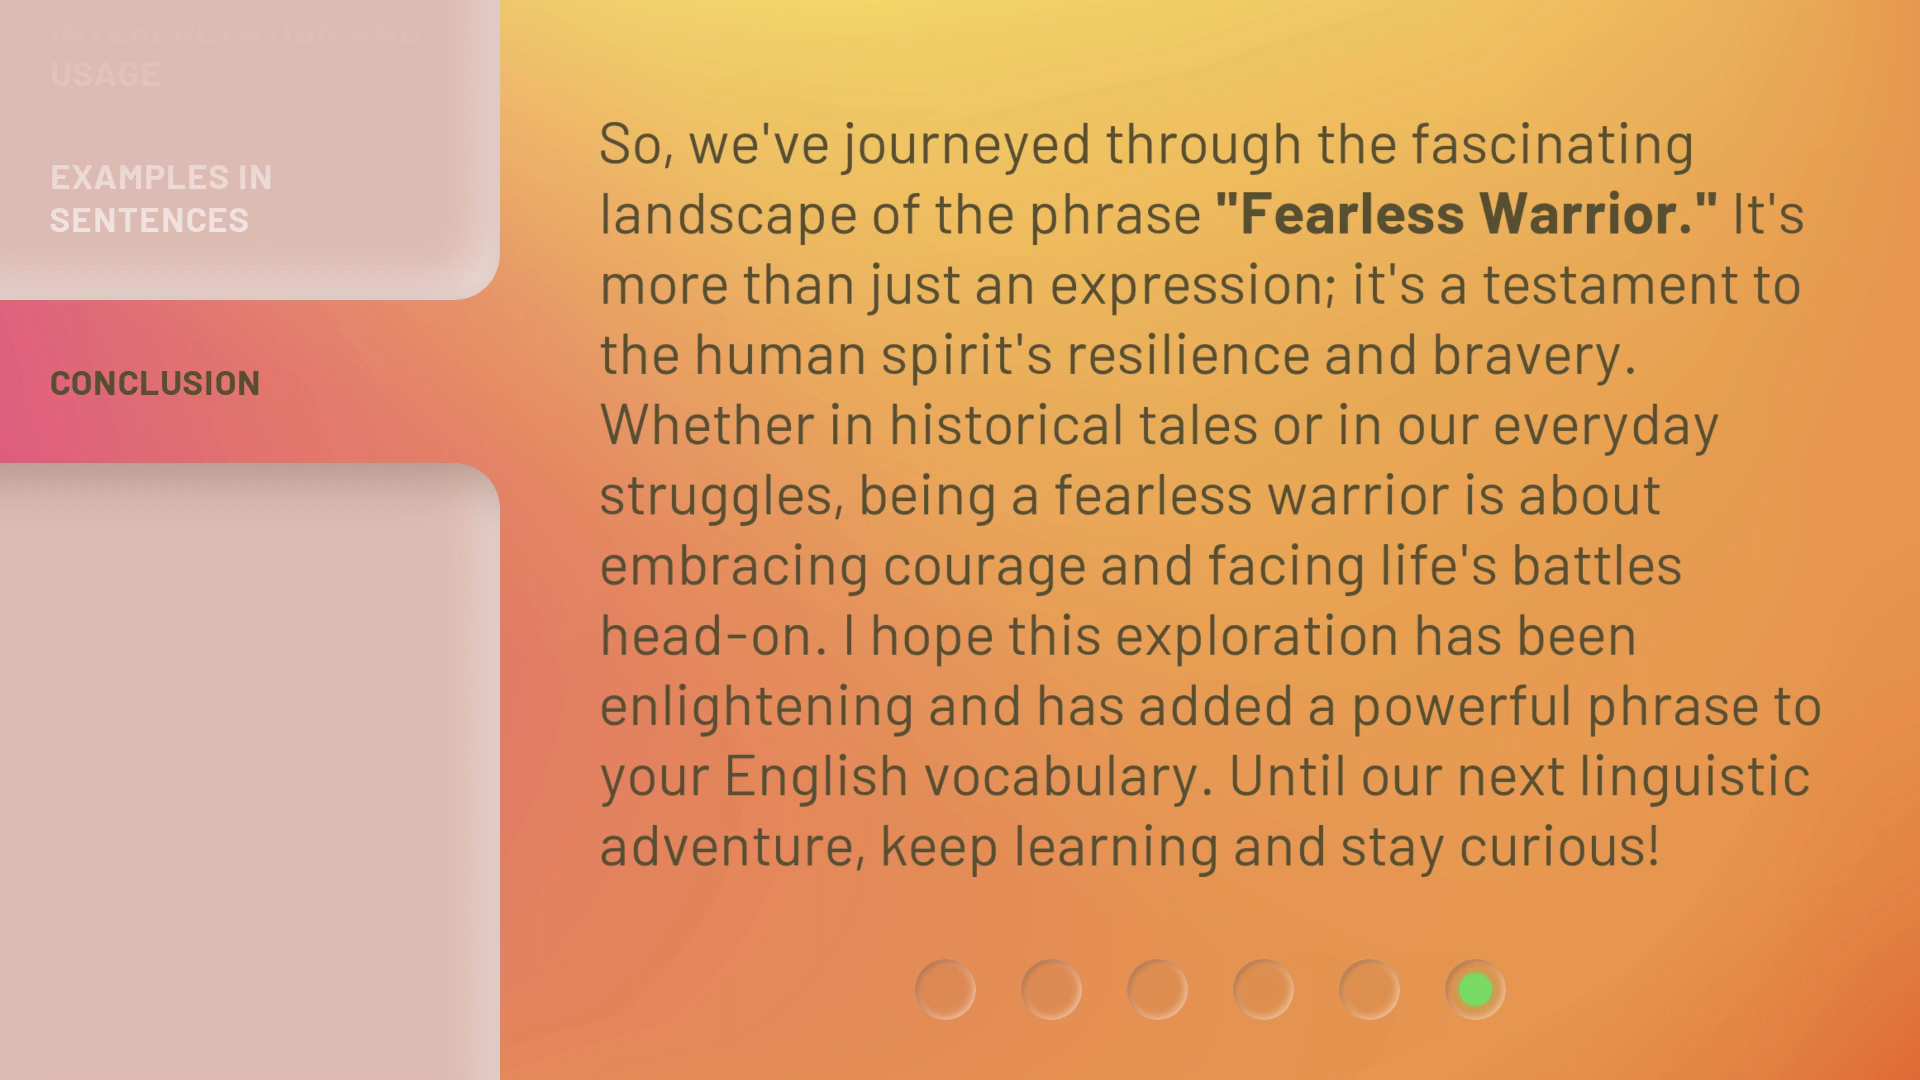 INTERPRETATION AND
USAGE
EXAMPLES IN
SENTENCES
CONCLUSION
So, we've journeyed through the fascinating
landscape of the phrase "Fearless Warrior." It's
more than just an expression; it's a testament to
the human spirit's resilience and bravery.
Whether in historical tales or in our everyday
struggles, being a fearless warrior is about
embracing courage and facing life's battles
head-on. I hope this exploration has been
enlightening and has added a powerful phrase to
your English vocabulary. Until our next linguistic
adventure, keep learning and stay curious!